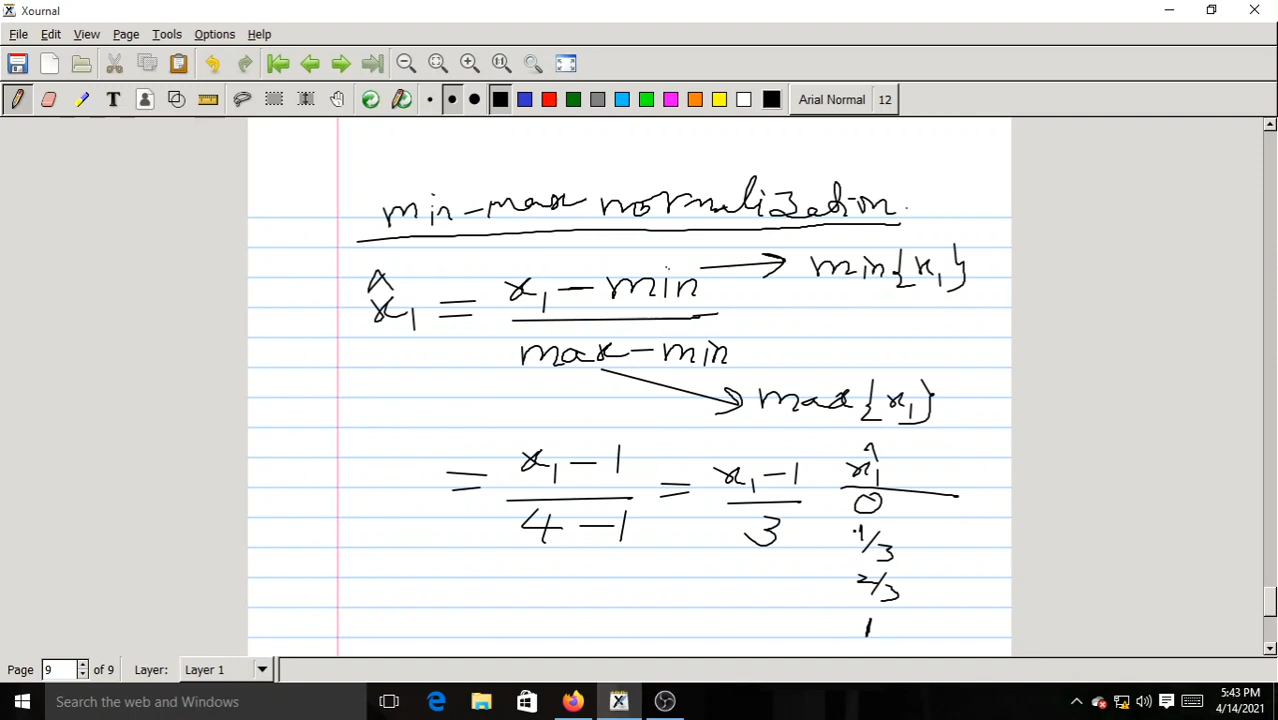 Xournal
File Edit View Page Tools Options Help
Arial Normal 12
min-max normalization
x̂₁ = (x₁ - min) / (max - min)
→ min{x₁}
→ max{x₁}
= (x₁ - 1) / (4 - 1) = (x₁ - 1) / 3
x̂₁
0
1/3
2/3
1
Page 9 of 9 Layer: Layer 1
Search the web and Windows
5:43 PM
4/14/2021